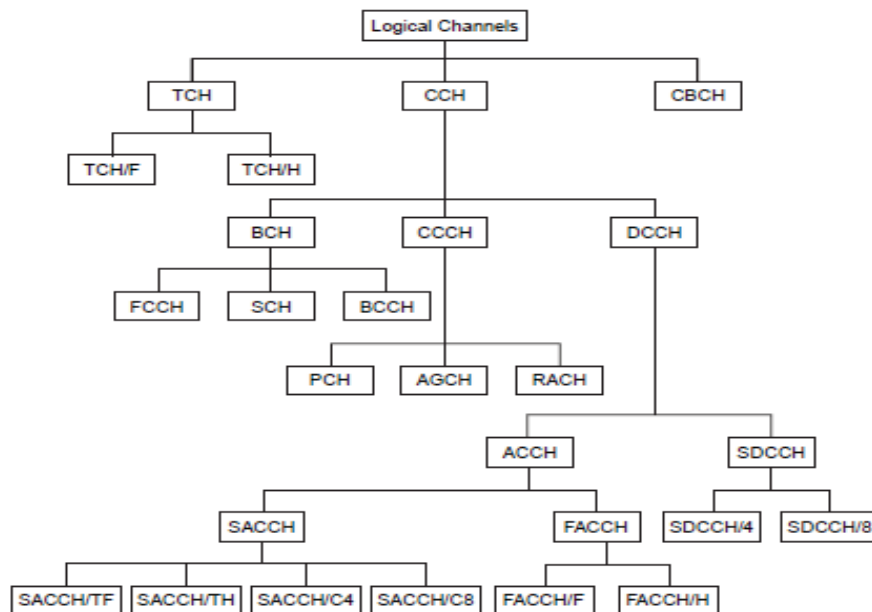 Logical Channels
TCH CCH CBCH
TCH/F TCH/H
BCH CCCH DCCH
FCCH SCH BCCH
PCH AGCH RACH
ACCH SDCCH
SACCH FACCH SDCCH/4 SDCCH/8
SACCH/TF SACCH/TH SACCH/C4 SACCH/C8 FACCH/F FACCH/H